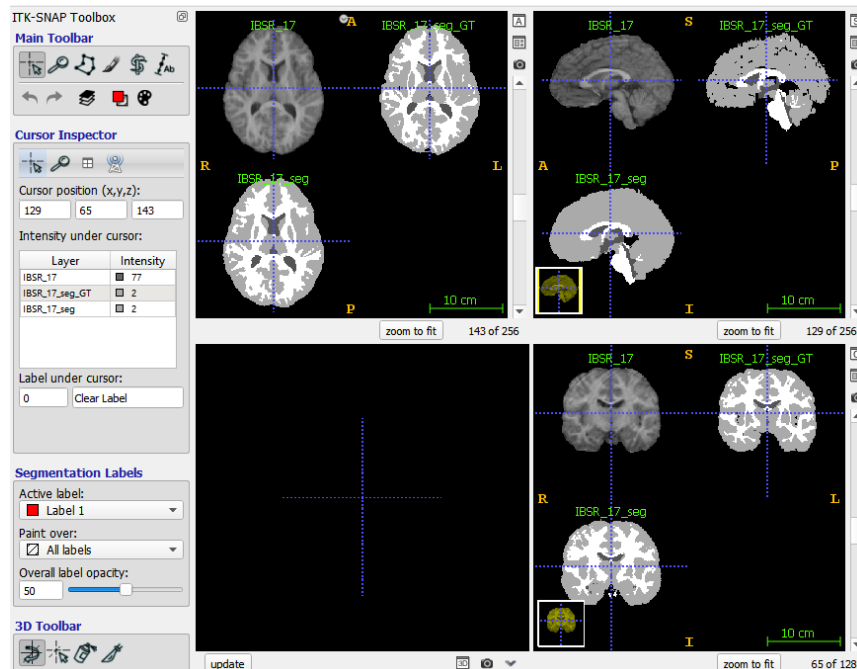 ITK-SNAP Toolbox
Main Toolbar
Ab
Cursor Inspector
Cursor position (x,y,z):
129 65 143
Intensity under cursor:
Layer Intensity
IBSR_17 77
IBSR_17_seg_GT 2
IBSR_17_seg 2
Label under cursor:
0 Clear Label
Segmentation Labels
Active label:
Label 1
Paint over:
All labels
Overall label opacity:
50
3D Toolbar
IBSR_17 A IBSR_17_seg_GT
R L
IBSR_17_seg
P 10 cm
zoom to fit 143 of 256
A
S
IBSR_17 IBSR_17_seg_GT
A P
IBSR_17_seg
I 10 cm
zoom to fit 129 of 256
update 3D
S
IBSR_17 IBSR_17_seg_GT
R L
IBSR_17_seg
I 10 cm
zoom to fit 65 of 128